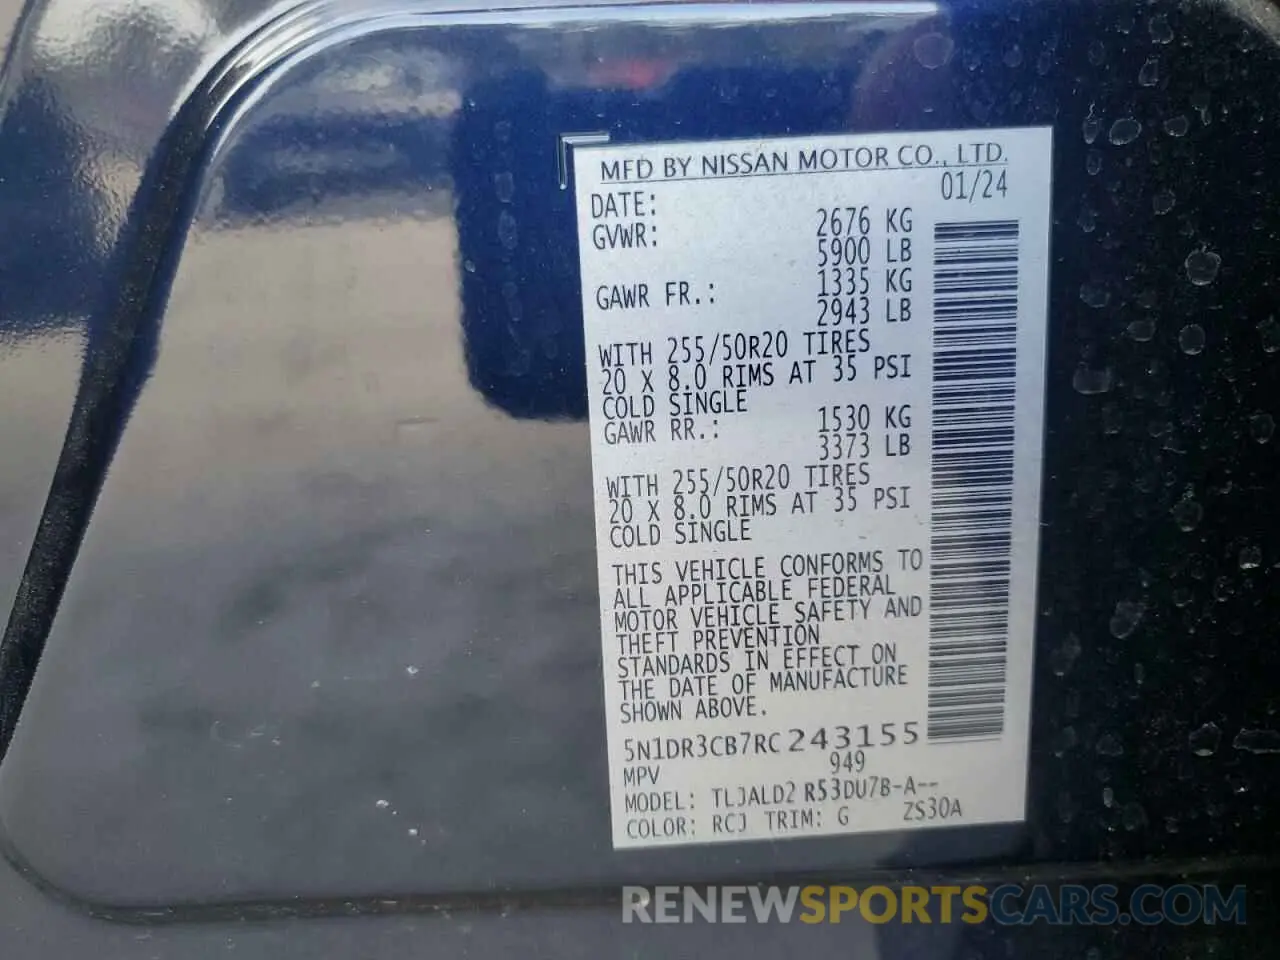 MFD BY NISSAN MOTOR CO., LTD.
DATE: 01/24
GVWR: 2676 KG
5900 LB
GAWR FR.: 1335 KG
2943 LB
WITH 255/50R20 TIRES
20 X 8.0 RIMS AT 35 PSI
COLD SINGLE
GAWR RR.: 1530 KG
3373 LB
WITH 255/50R20 TIRES
20 X 8.0 RIMS AT 35 PSI
COLD SINGLE
THIS VEHICLE CONFORMS TO
ALL APPLICABLE FEDERAL
MOTOR VEHICLE SAFETY AND
THEFT PREVENTION
STANDARDS IN EFFECT ON
THE DATE OF MANUFACTURE
SHOWN ABOVE.
5N1DR3CB7RC243155
MPV 949
MODEL: TLJALD2 R53DU7B-A--
COLOR: RCJ TRIM: G ZS30A
RENEWSPORTSCARS.COM